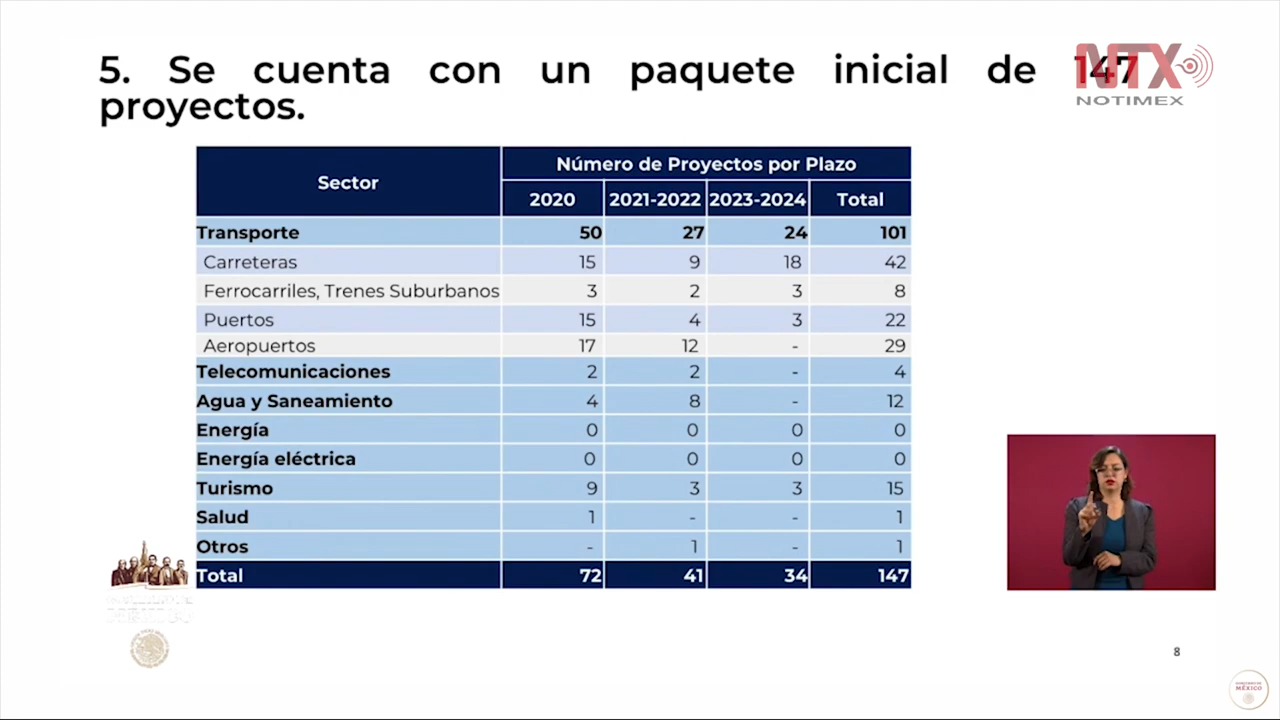 5. Se cuenta con un paquete inicial de 147
proyectos.
NTX
NOTIMEX
Sector Número de Proyectos por Plazo
2020 2021-2022 2023-2024 Total
Transporte 50 27 24 101
Carreteras 15 9 18 42
Ferrocarriles, Trenes Suburbanos 3 2 3 8
Puertos 15 4 3 22
Aeropuertos 17 12 - 29
Telecomunicaciones 2 2 - 4
Agua y Saneamiento 4 8 - 12
Energía 0 0 0 0
Energía eléctrica 0 0 0 0
Turismo 9 3 3 15
Salud 1 - - 1
Otros - 1 - 1
Total 72 41 34 147
8
GOBIERNO DE
MÉXICO